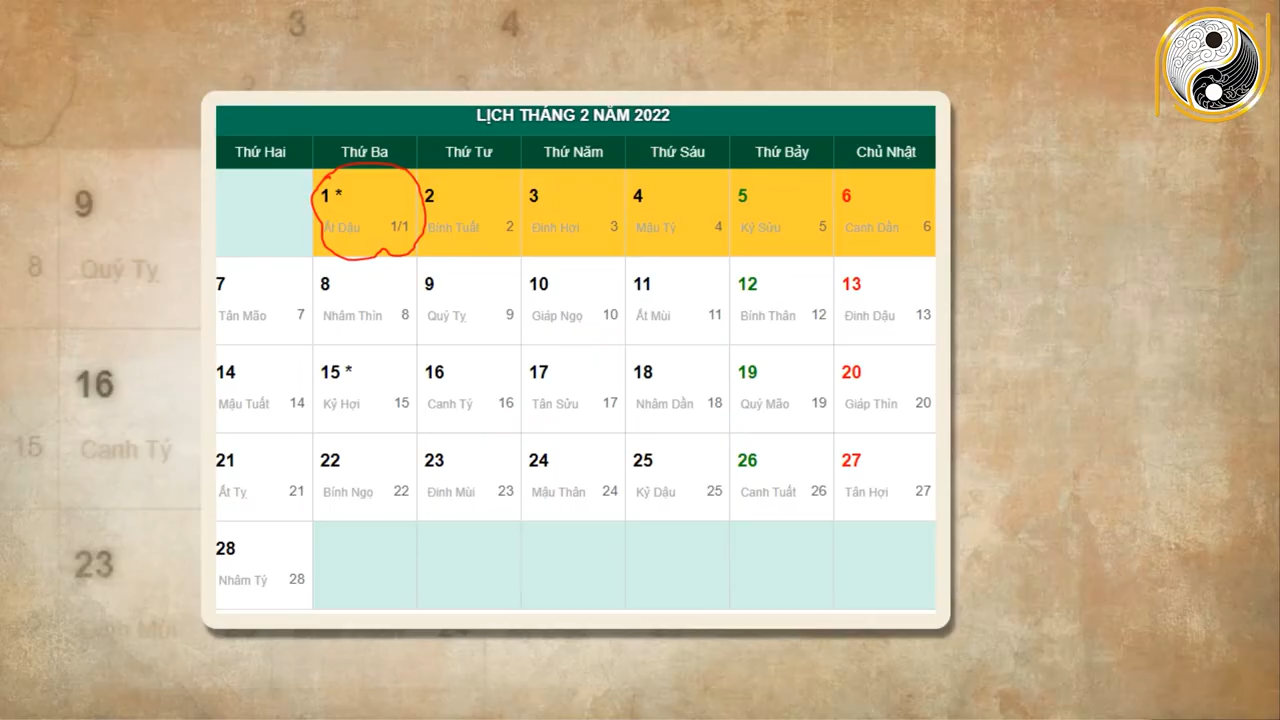 3 4
LỊCH THÁNG 2 NĂM 2022
Thứ Hai Thứ Ba Thứ Tư Thứ Năm Thứ Sáu Thứ Bảy Chủ Nhật
1 * 2 3 4 5 6
Ất Dậu 1/1 Bính Tuất 2 Đinh Hợi 3 Mậu Tý 4 Kỷ Sửu 5 Canh Dần 6
9
8 Quý Tỵ
7 8 9 10 11 12 13
Tân Mão 7 Nhâm Thìn 8 Quý Tỵ 9 Giáp Ngọ 10 Ất Mùi 11 Bính Thân 12 Đinh Dậu 13
16
15 Canh Tý
14 15 * 16 17 18 19 20
Mậu Tuất 14 Kỷ Hợi 15 Canh Tý 16 Tân Sửu 17 Nhâm Dần 18 Quý Mão 19 Giáp Thìn 20
21 22 23 24 25 26 27
Ất Tỵ 21 Bính Ngọ 22 Đinh Mùi 23 Mậu Thân 24 Kỷ Dậu 25 Canh Tuất 26 Tân Hợi 27
23
28
Nhâm Tý 28